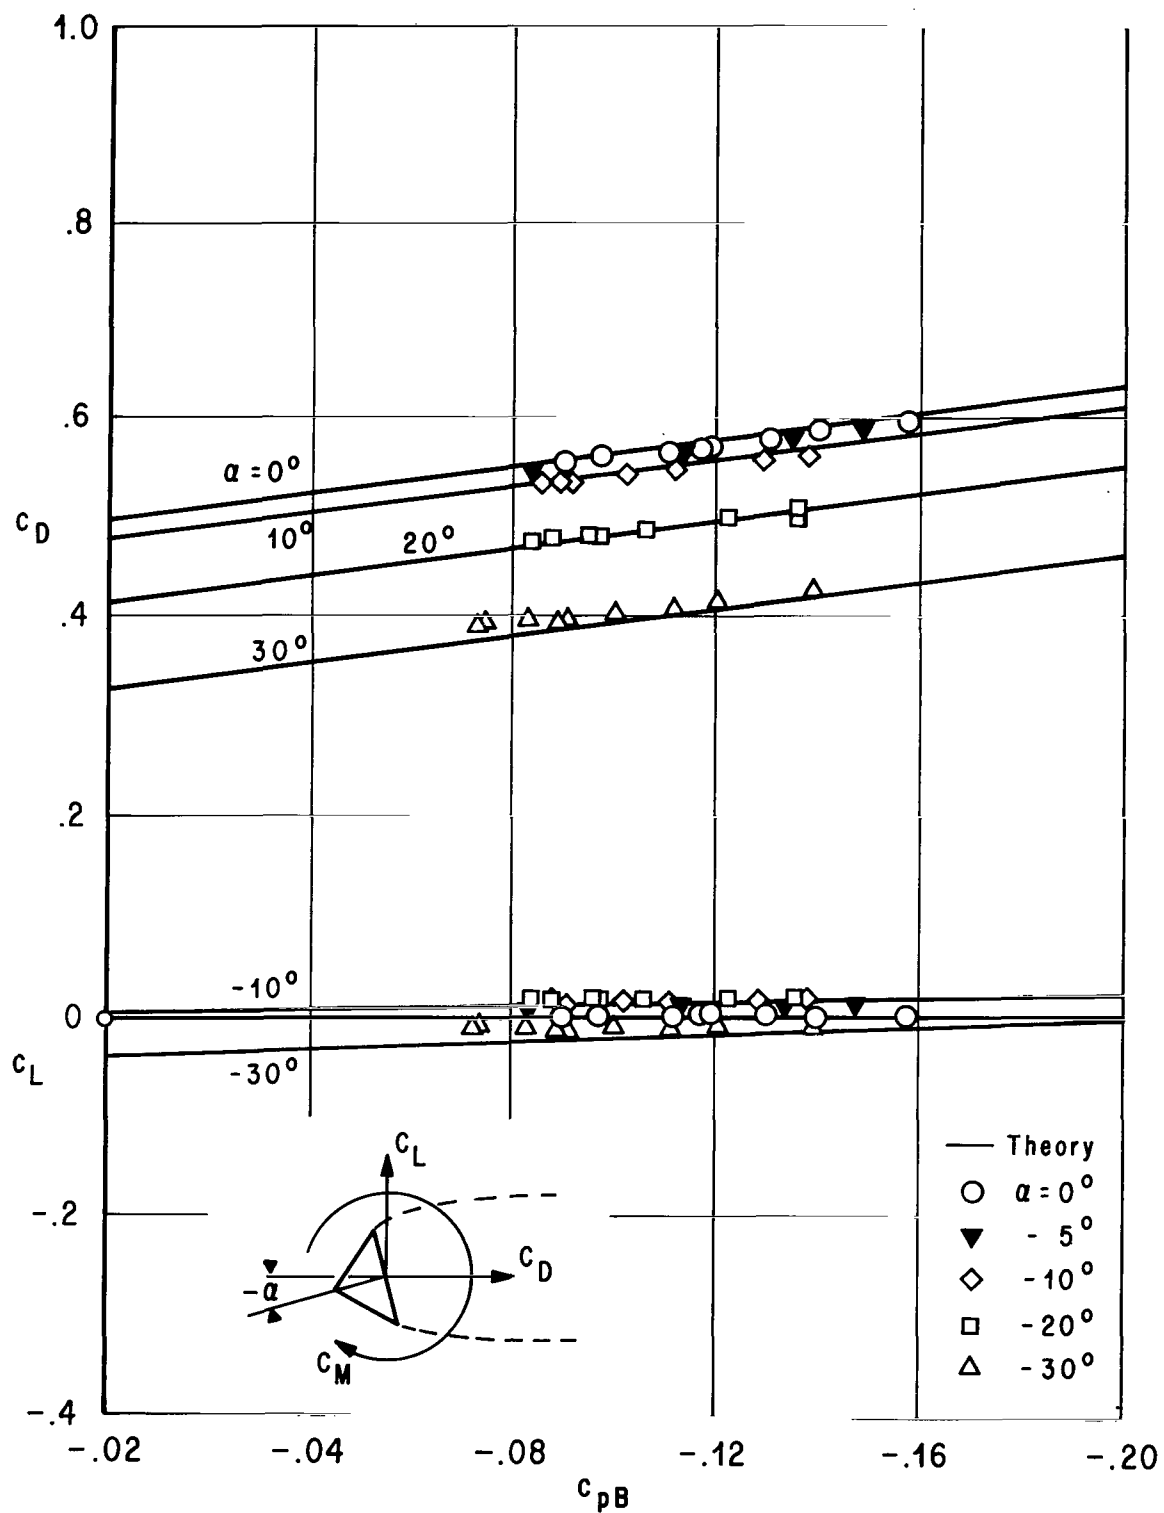 1.0
.8
.6
α = 0°
c_D
10°
20°
.4
30°
.2
-10°
0
c_L
-30°
C_L
Theory
α = 0°
-.2
- 5°
C_D
-α
-10°
-20°
C_M
-30°
-.4
-.02
-.04
-.08
-.12
-.16
-.20
c_pB